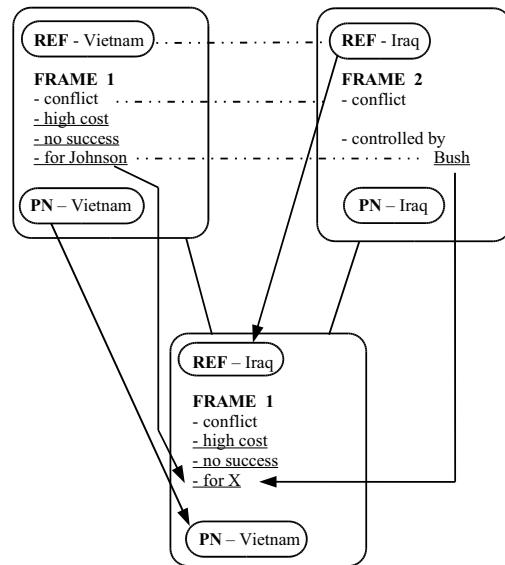 REF - Vietnam
FRAME 1
- conflict
- high cost
- no success
- for Johnson
PN – Vietnam
REF - Iraq
FRAME 2
- conflict
- controlled by
Bush
PN – Iraq
REF – Iraq
FRAME 1
- conflict
- high cost
- no success
- for X
PN – Vietnam